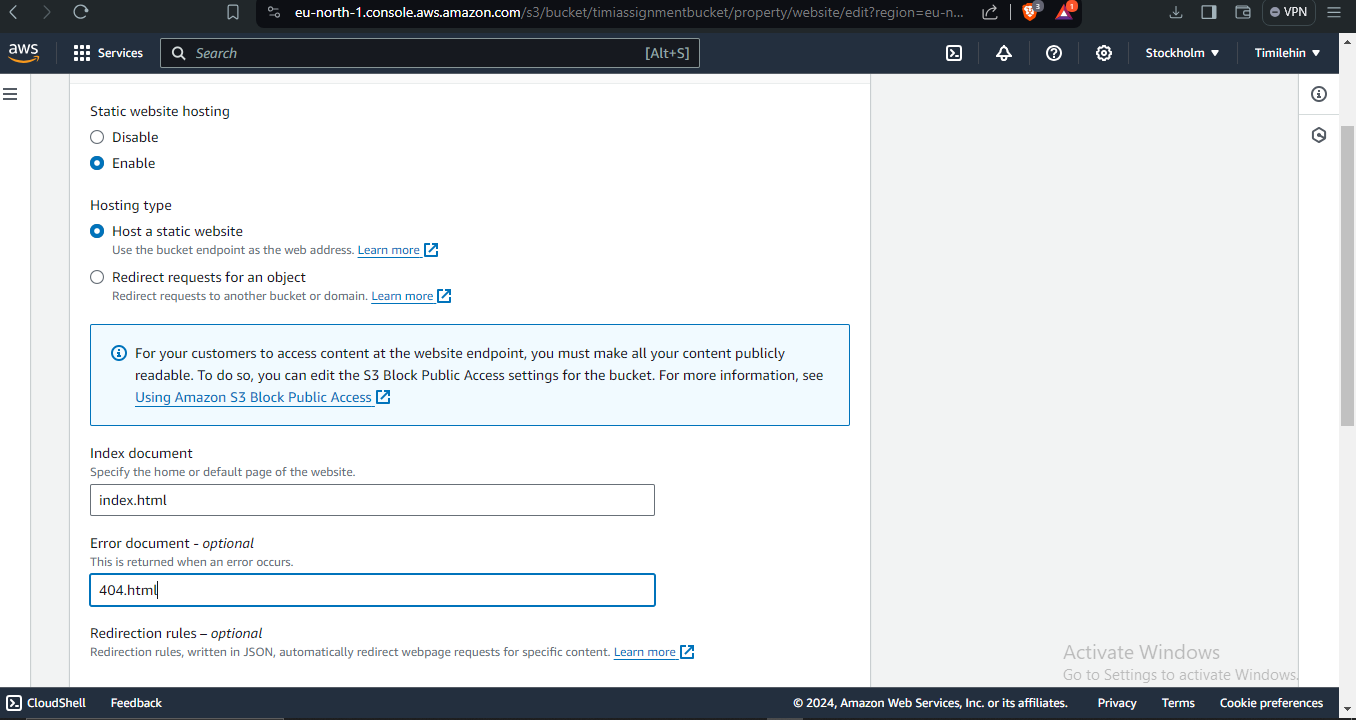 eu-north-1.console.aws.amazon.com/s3/bucket/timiassignmentbucket/property/website/edit?region=eu-n...
3
1
VPN
aws
Services
Search
[Alt+S]
Stockholm
Timilehin
Static website hosting
Disable
Enable
Hosting type
Host a static website
Use the bucket endpoint as the web address. Learn more
Redirect requests for an object
Redirect requests to another bucket or domain. Learn more
For your customers to access content at the website endpoint, you must make all your content publicly
readable. To do so, you can edit the S3 Block Public Access settings for the bucket. For more information, see
Using Amazon S3 Block Public Access
Index document
Specify the home or default page of the website.
index.html
Error document - optional
This is returned when an error occurs.
404.html
Redirection rules – optional
Redirection rules, written in JSON, automatically redirect webpage requests for specific content. Learn more
Activate Windows
Go to Settings to activate Windows.
CloudShell
Feedback
© 2024, Amazon Web Services, Inc. or its affiliates.
Privacy
Terms
Cookie preferences